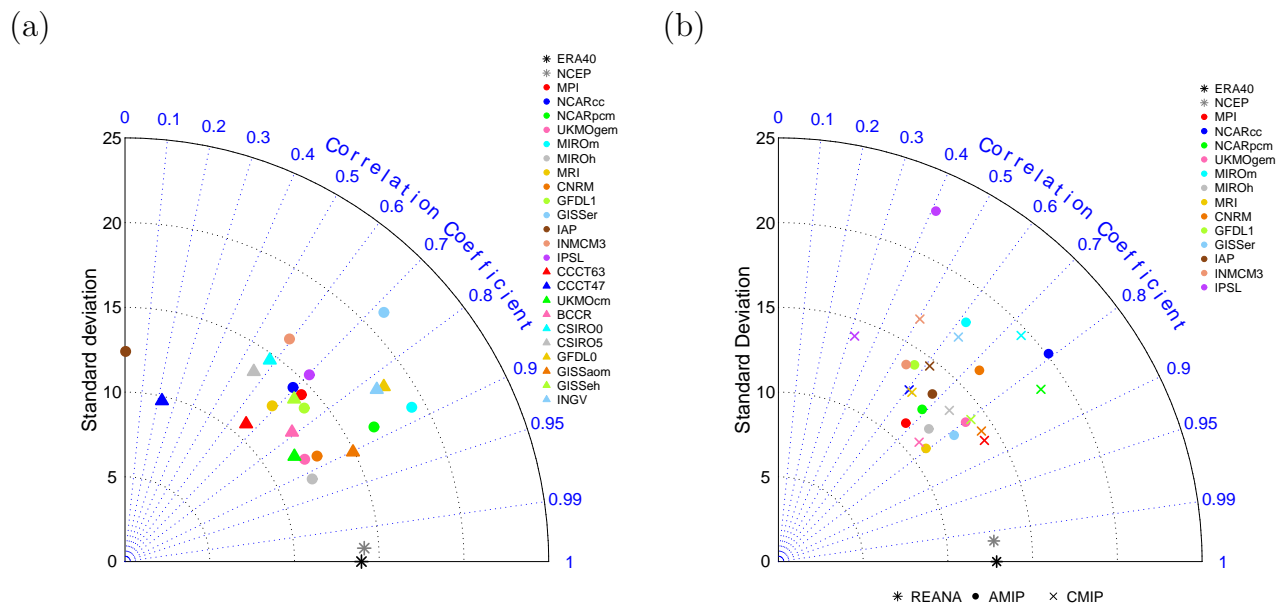 (a)
ERA40
NCEP
MPI
NCARcc
NCARpcm
UKMOgem
MIROm
MIROh
MRI
CNRM
GFDL1
GISSer
IAP
INMCM3
IPSL
CCCT63
CCCT47
UKMOcm
BCCR
CSIRO0
CSIRO5
GFDL0
GISSaom
GISSeh
INGV
Standard deviation
25
20
15
10
5
0
0
0.1
0.2
0.3
0.4
0.5
0.6
0.7
0.8
0.9
0.95
0.99
1
Correlation Coefficient
(b)
ERA40
NCEP
MPI
NCARcc
NCARpcm
UKMOgem
MIROm
MIROh
MRI
CNRM
GFDL1
GISSer
IAP
INMCM3
IPSL
Standard Deviation
25
20
15
10
5
0
0
0.1
0.2
0.3
0.4
0.5
0.6
0.7
0.8
0.9
0.95
0.99
1
Correlation Coefficient
REANA AMIP CMIP